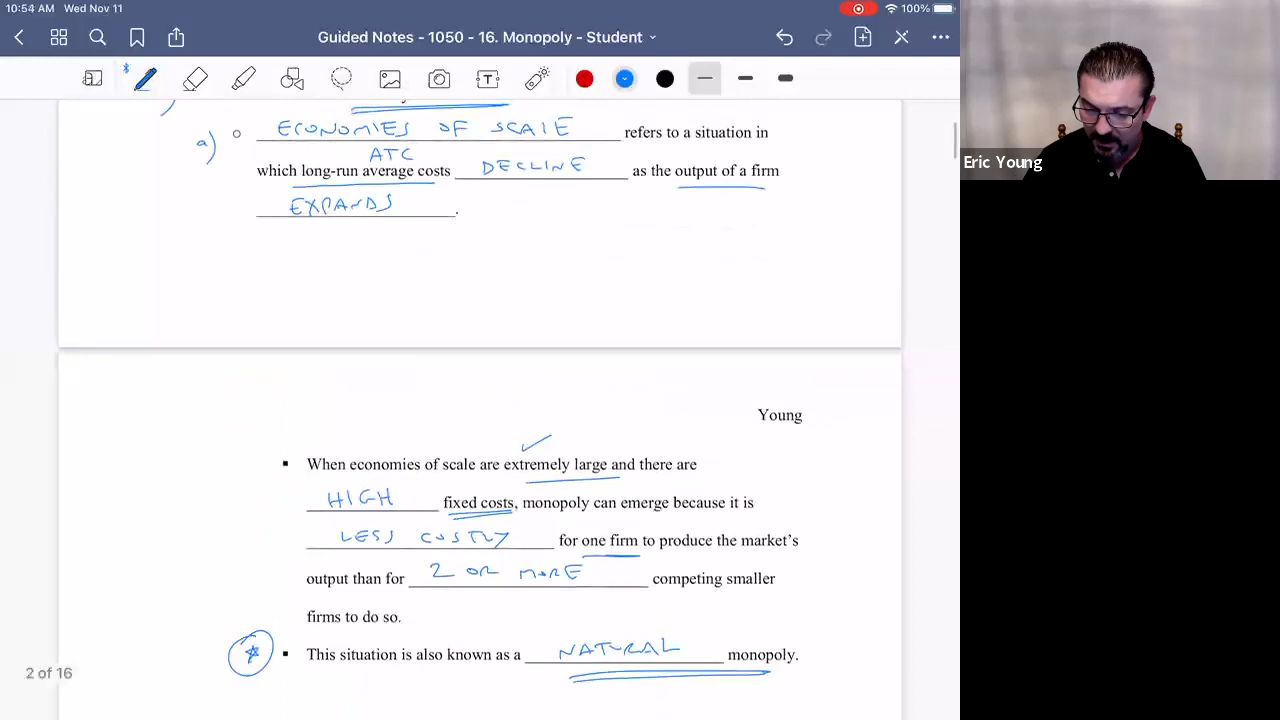 10:54 AM Wed Nov 11
100%
Guided Notes - 1050 - 16. Monopoly - Student
a) ECONOMIES OF SCALE refers to a situation in
ATC
which long-run average costs DECLINE as the output of a firm
EXPANDS.
Eric Young
Young
When economies of scale are extremely large and there are
HIGH fixed costs, monopoly can emerge because it is
LESS COSTLY for one firm to produce the market's
output than for 2 OR MORE competing smaller
firms to do so.
This situation is also known as a NATURAL monopoly.
2 of 16